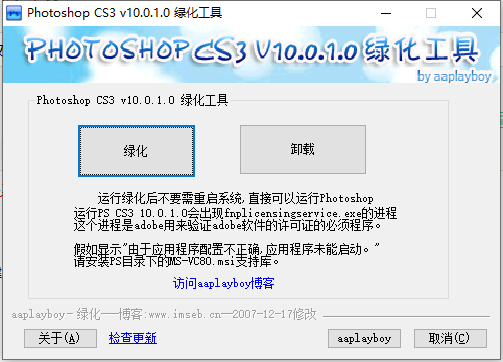 Photoshop CS3 v10.0.1.0 绿化工具
PHOTOSHOP CS3 V10.0.1.0 绿化工具
by aaplayboy
Photoshop CS3 v10.0.1.0 绿化工具
绿化
卸载
运行绿化后不要需重启系统,直接可以运行Photoshop
运行PS CS3 10.0.1.0会出现fnplicensingservice.exe的进程
这个进程是adobe用来验证adobe软件的许可证的必须程序。
假如显示"由于应用程序配置不正确,应用程序未能启动。"
请安装PS目录下的MS-VC80.msi支持库。
访问aaplayboy博客
aaplayboy-绿化——博客:www.imseb.cn—2007-12-17修改
关于(A)
检查更新
aaplayboy
取消(C)